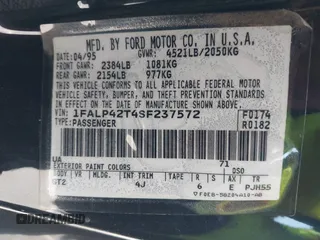 MFD. BY FORD MOTOR CO. IN U.S.A.
DATE: 04/95 GVWR: 4521LB/2050KG
FRONT GAWR: 2384LB 1081KG
REAR GAWR: 2154LB 977KG
THIS VEHICLE CONFORMS TO ALL APPLICABLE FEDERAL MOTOR
VEHICLE SAFETY, BUMPER, AND THEFT PREVENTION STANDARDS
IN EFFECT ON THE DATE OF MANUFACTURE SHOWN ABOVE.
VIN: 1FALP42T4SF237572
TYPE: PASSENGER
F0174
R0182
UA 71
EXTERIOR PAINT COLORS DSO
BODY VR MLDG. INT TRIM TAPE R AX TR
4J 6 E PJH55
DREAMBID